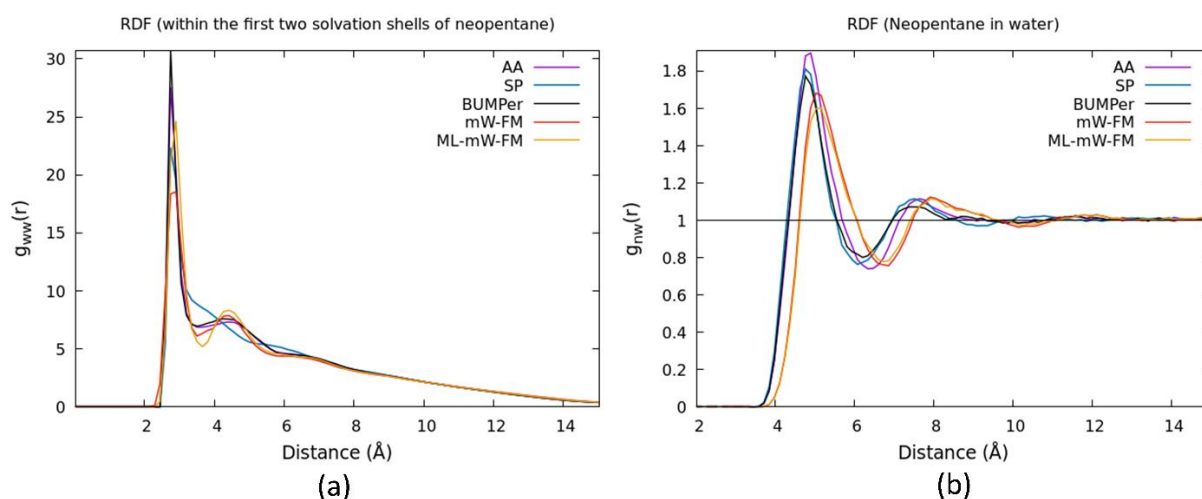 RDF (within the first two solvation shells of neopentane)
30
25
20
15
10
5
0
g_ww(r)
AA
SP
BUMPer
mW-FM
ML-mW-FM
2 4 6 8 10 12 14
Distance (Å)
(a)
RDF (Neopentane in water)
1.8
1.6
1.4
1.2
1
0.8
0.6
0.4
0.2
0
g_nw(r)
AA
SP
BUMPer
mW-FM
ML-mW-FM
2 4 6 8 10 12 14
Distance (Å)
(b)